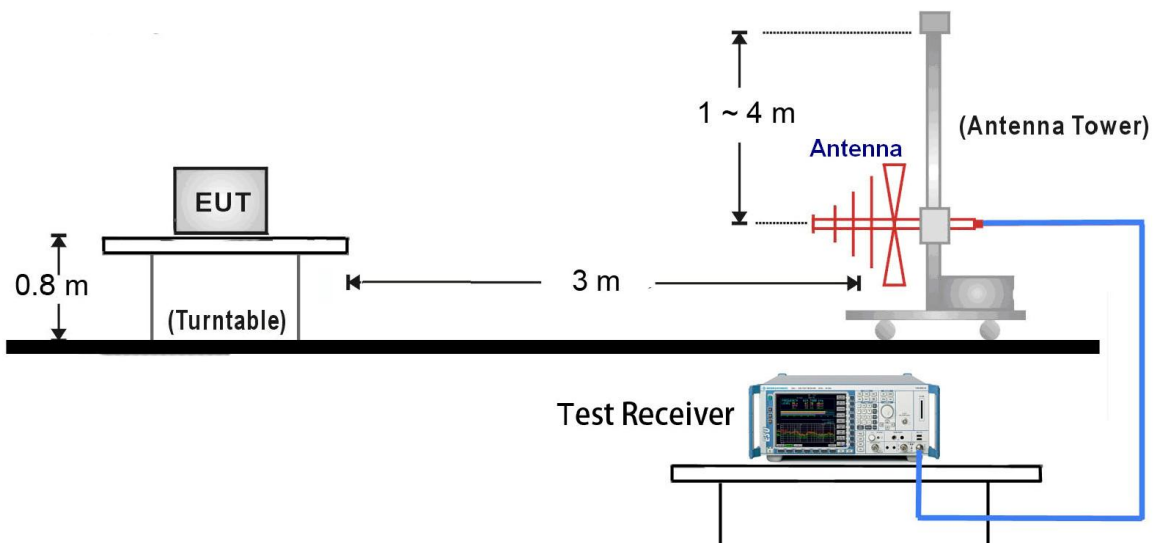 1 ~ 4 m
(Antenna Tower)
Antenna
EUT
0.8 m
3 m
(Turntable)
Test Receiver